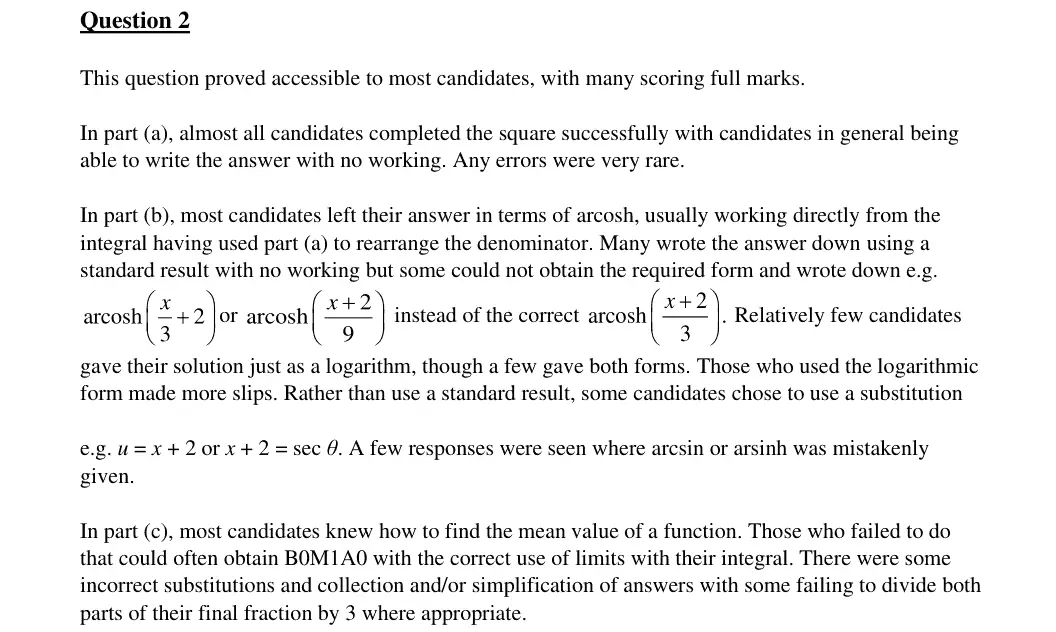 Question 2
This question proved accessible to most candidates, with many scoring full marks.
In part (a), almost all candidates completed the square successfully with candidates in general being
able to write the answer with no working. Any errors were very rare.
In part (b), most candidates left their answer in terms of arcosh, usually working directly from the
integral having used part (a) to rearrange the denominator. Many wrote the answer down using a
standard result with no working but some could not obtain the required form and wrote down e.g.
arcosh(x/3 + 2) or arcosh((x + 2)/9) instead of the correct arcosh((x + 2)/3). Relatively few candidates
gave their solution just as a logarithm, though a few gave both forms. Those who used the logarithmic
form made more slips. Rather than use a standard result, some candidates chose to use a substitution
e.g. u = x + 2 or x + 2 = sec θ. A few responses were seen where arcsin or arsinh was mistakenly
given.
In part (c), most candidates knew how to find the mean value of a function. Those who failed to do
that could often obtain B0M1A0 with the correct use of limits with their integral. There were some
incorrect substitutions and collection and/or simplification of answers with some failing to divide both
parts of their final fraction by 3 where appropriate.